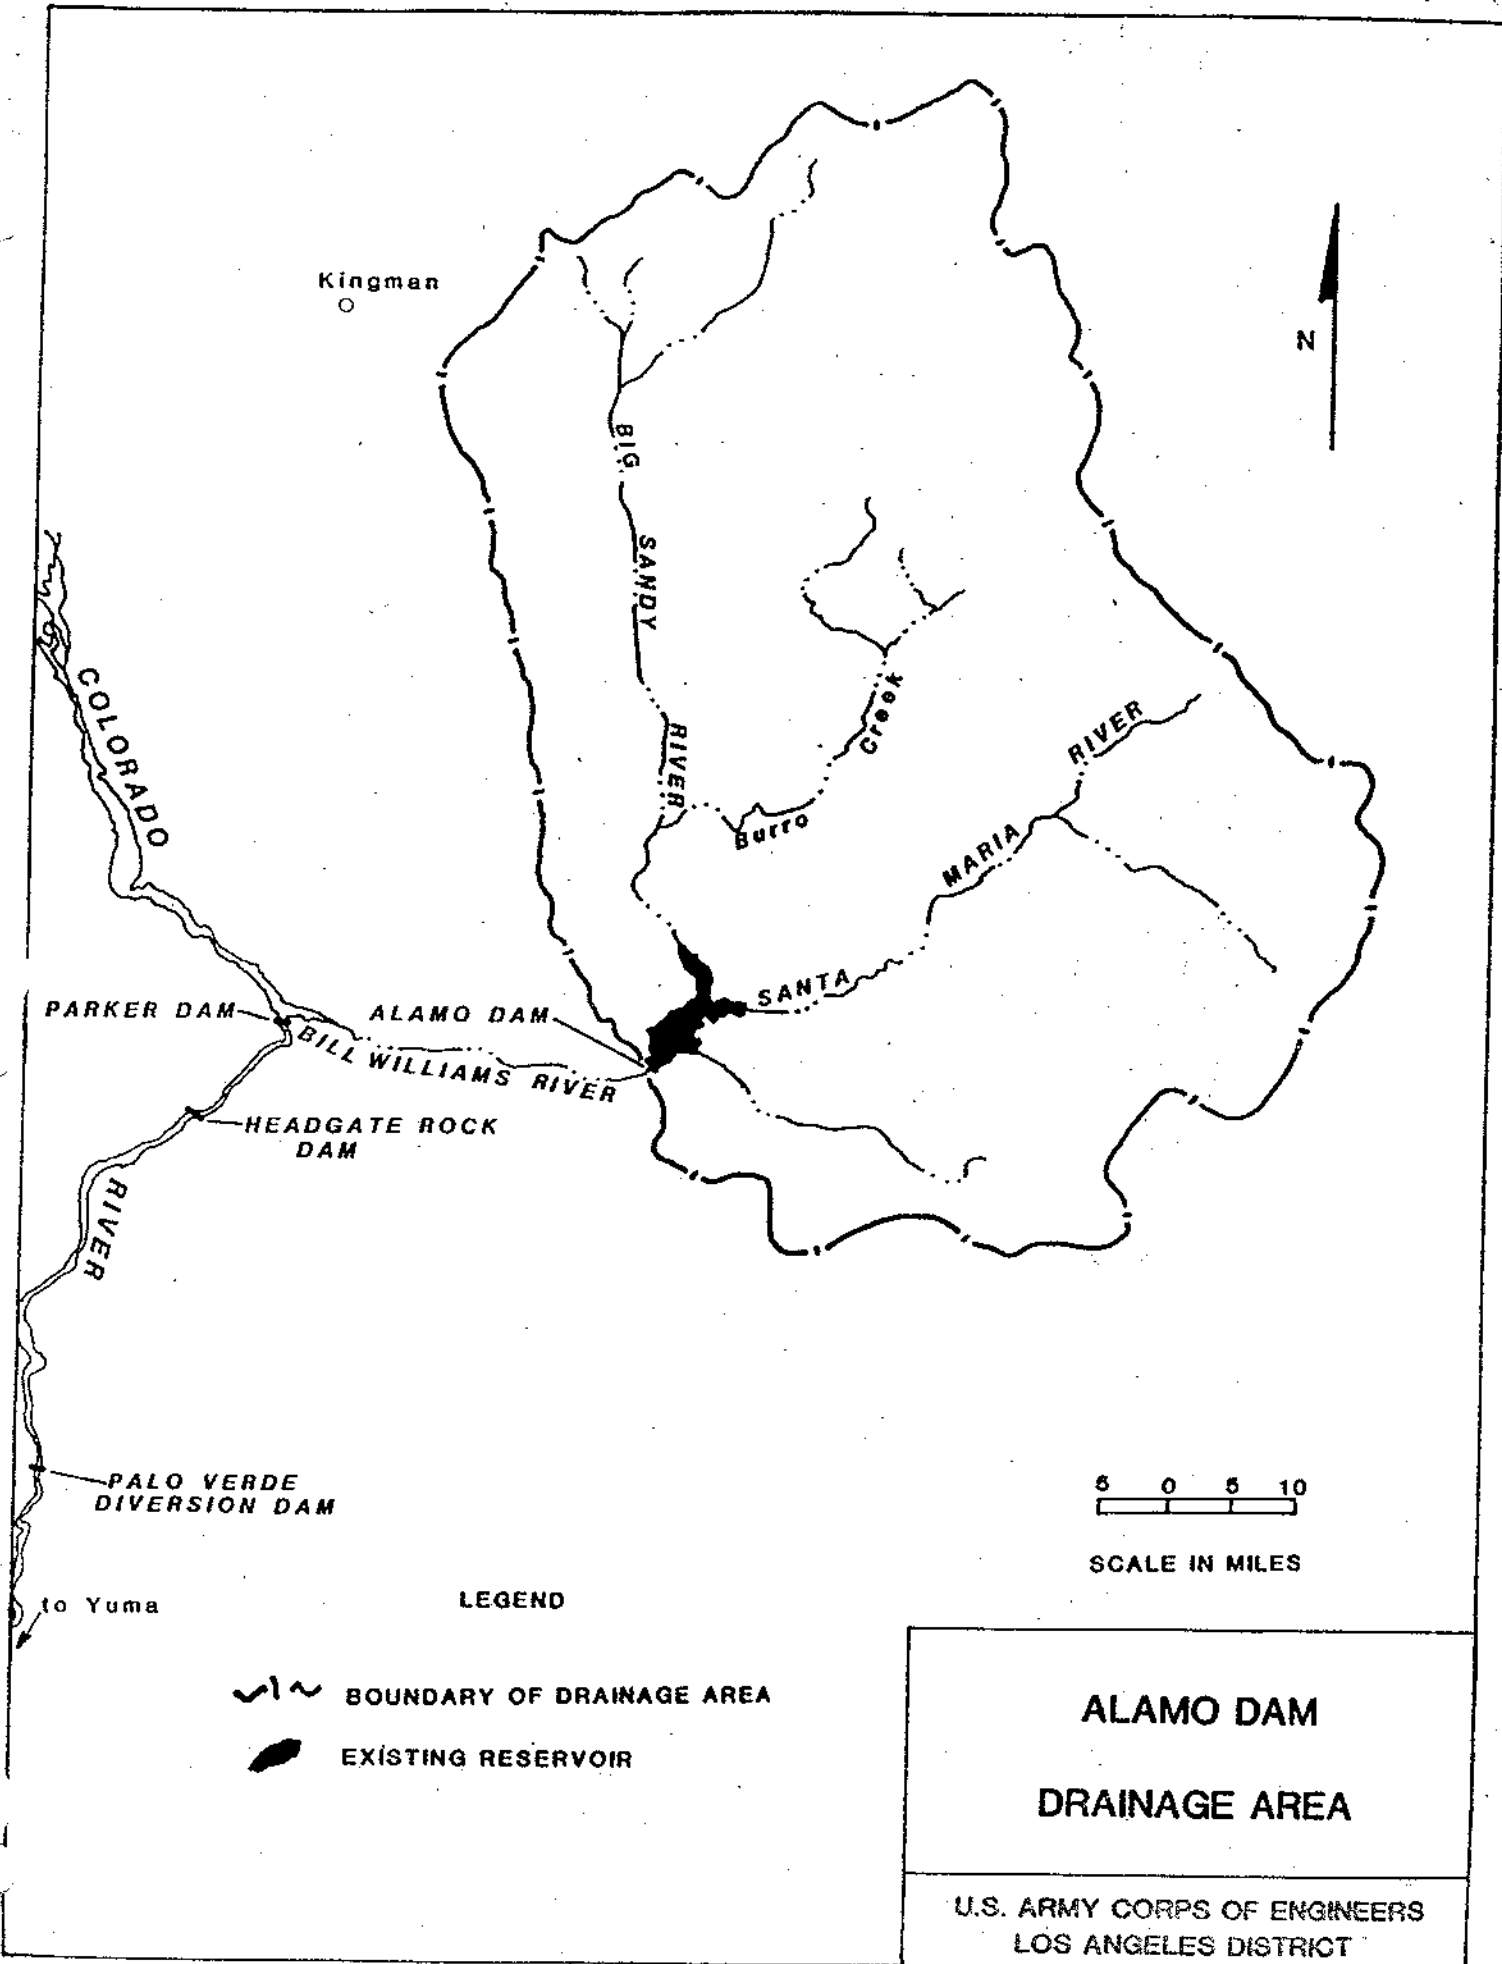 Kingman
N
BIG
SANDY
RIVER
COLORADO
Creek
Burro
RIVER
MARIA
SANTA
PARKER DAM
ALAMO DAM
BILL WILLIAMS RIVER
HEADGATE ROCK
DAM
RIVER
PALO VERDE
DIVERSION DAM
5 0 5 10
SCALE IN MILES
to Yuma
LEGEND
BOUNDARY OF DRAINAGE AREA
EXISTING RESERVOIR
ALAMO DAM
DRAINAGE AREA
U.S. ARMY CORPS OF ENGINEERS
LOS ANGELES DISTRICT